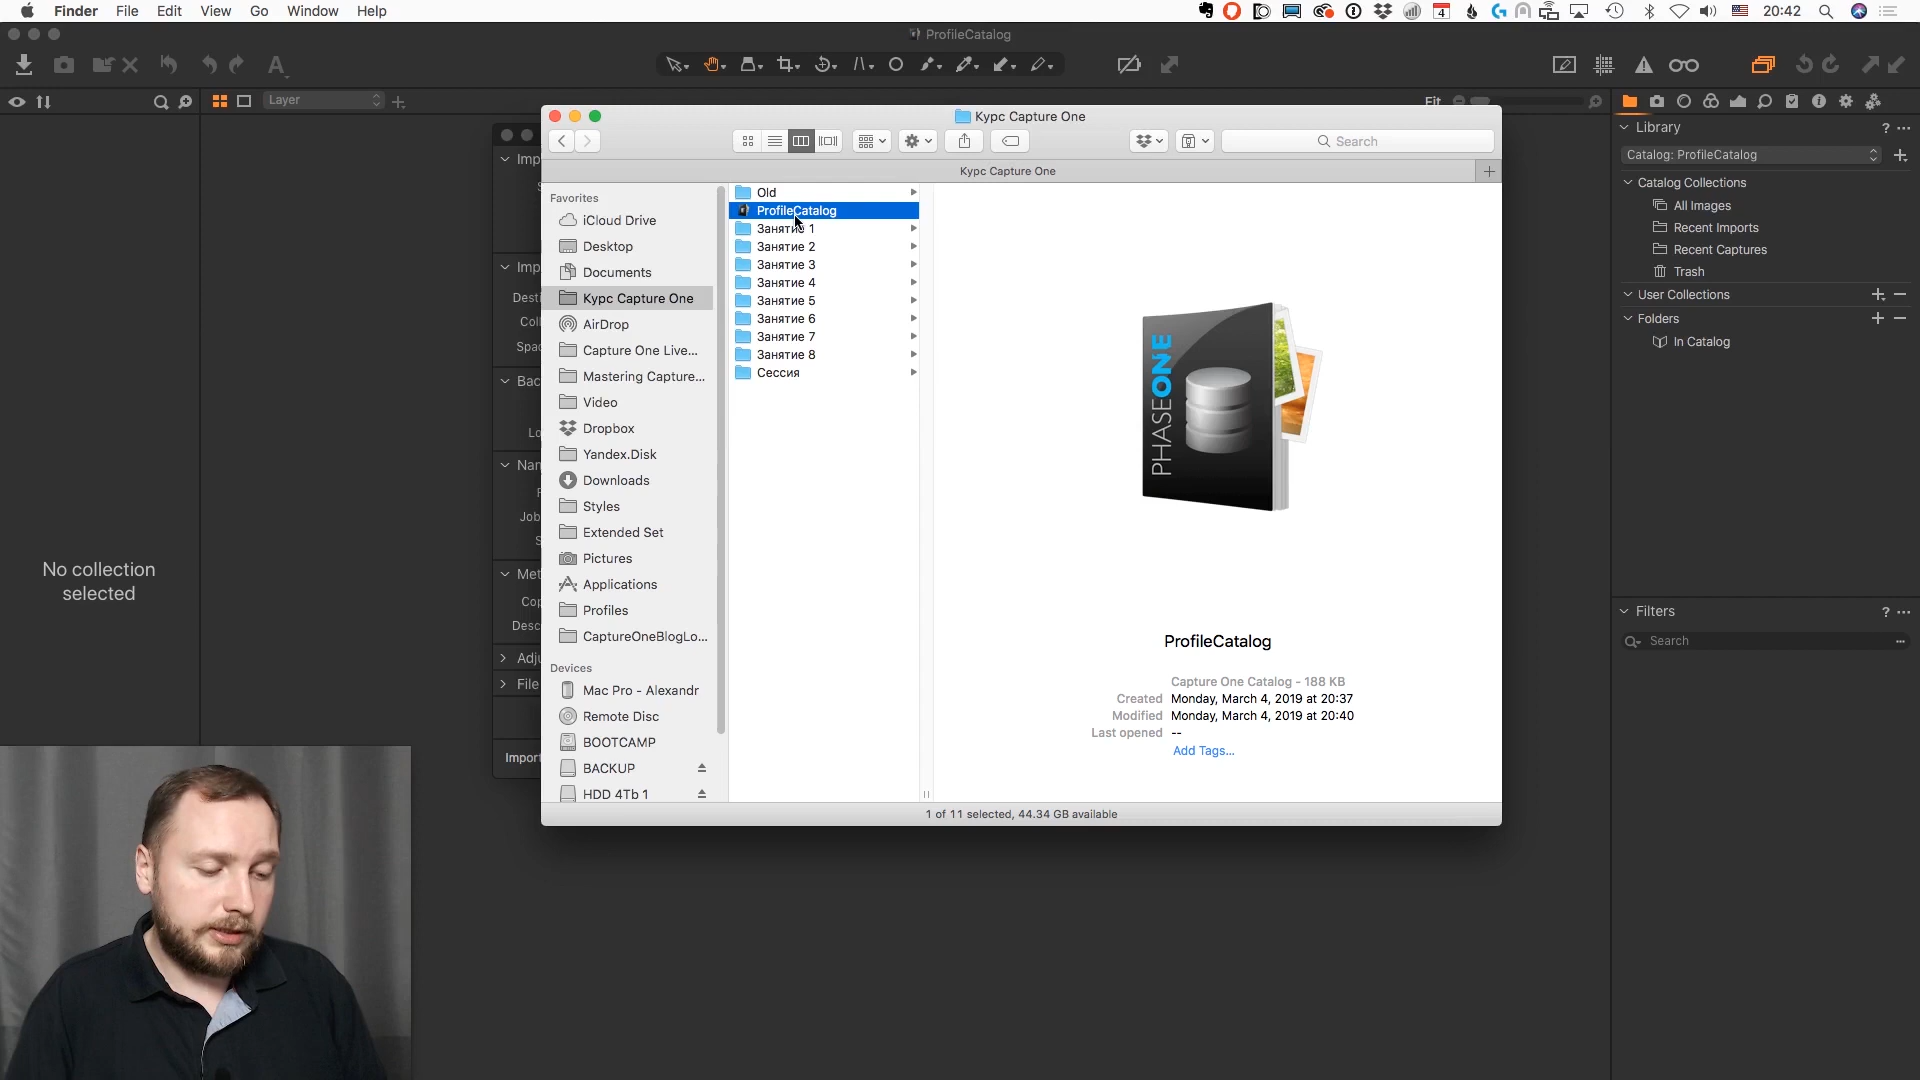 Finder File Edit View Go Window Help
4 20:42
ProfileCatalog
A
Layer
Fit
Курс Capture One
Search
Курс Capture One
Favorites
iCloud Drive
Desktop
Documents
Курс Capture One
AirDrop
Capture One Live...
Mastering Capture...
Video
Dropbox
Yandex.Disk
Downloads
Styles
Extended Set
Pictures
Applications
Profiles
CaptureOneBlogLo...
Devices
Mac Pro - Alexandr
Remote Disc
BOOTCAMP
BACKUP
HDD 4Tb 1
Old
ProfileCatalog
Занятие 1
Занятие 2
Занятие 3
Занятие 4
Занятие 5
Занятие 6
Занятие 7
Занятие 8
Сессия
PHASEONE
ProfileCatalog
Capture One Catalog - 188 KB
Created Monday, March 4, 2019 at 20:37
Modified Monday, March 4, 2019 at 20:40
Last opened --
Add Tags...
1 of 11 selected, 44.34 GB available
No collection
selected
Import
Library ? ...
Catalog: ProfileCatalog
Catalog Collections
All Images
Recent Imports
Recent Captures
Trash
User Collections
Folders
In Catalog
Filters ? ...
Search ...